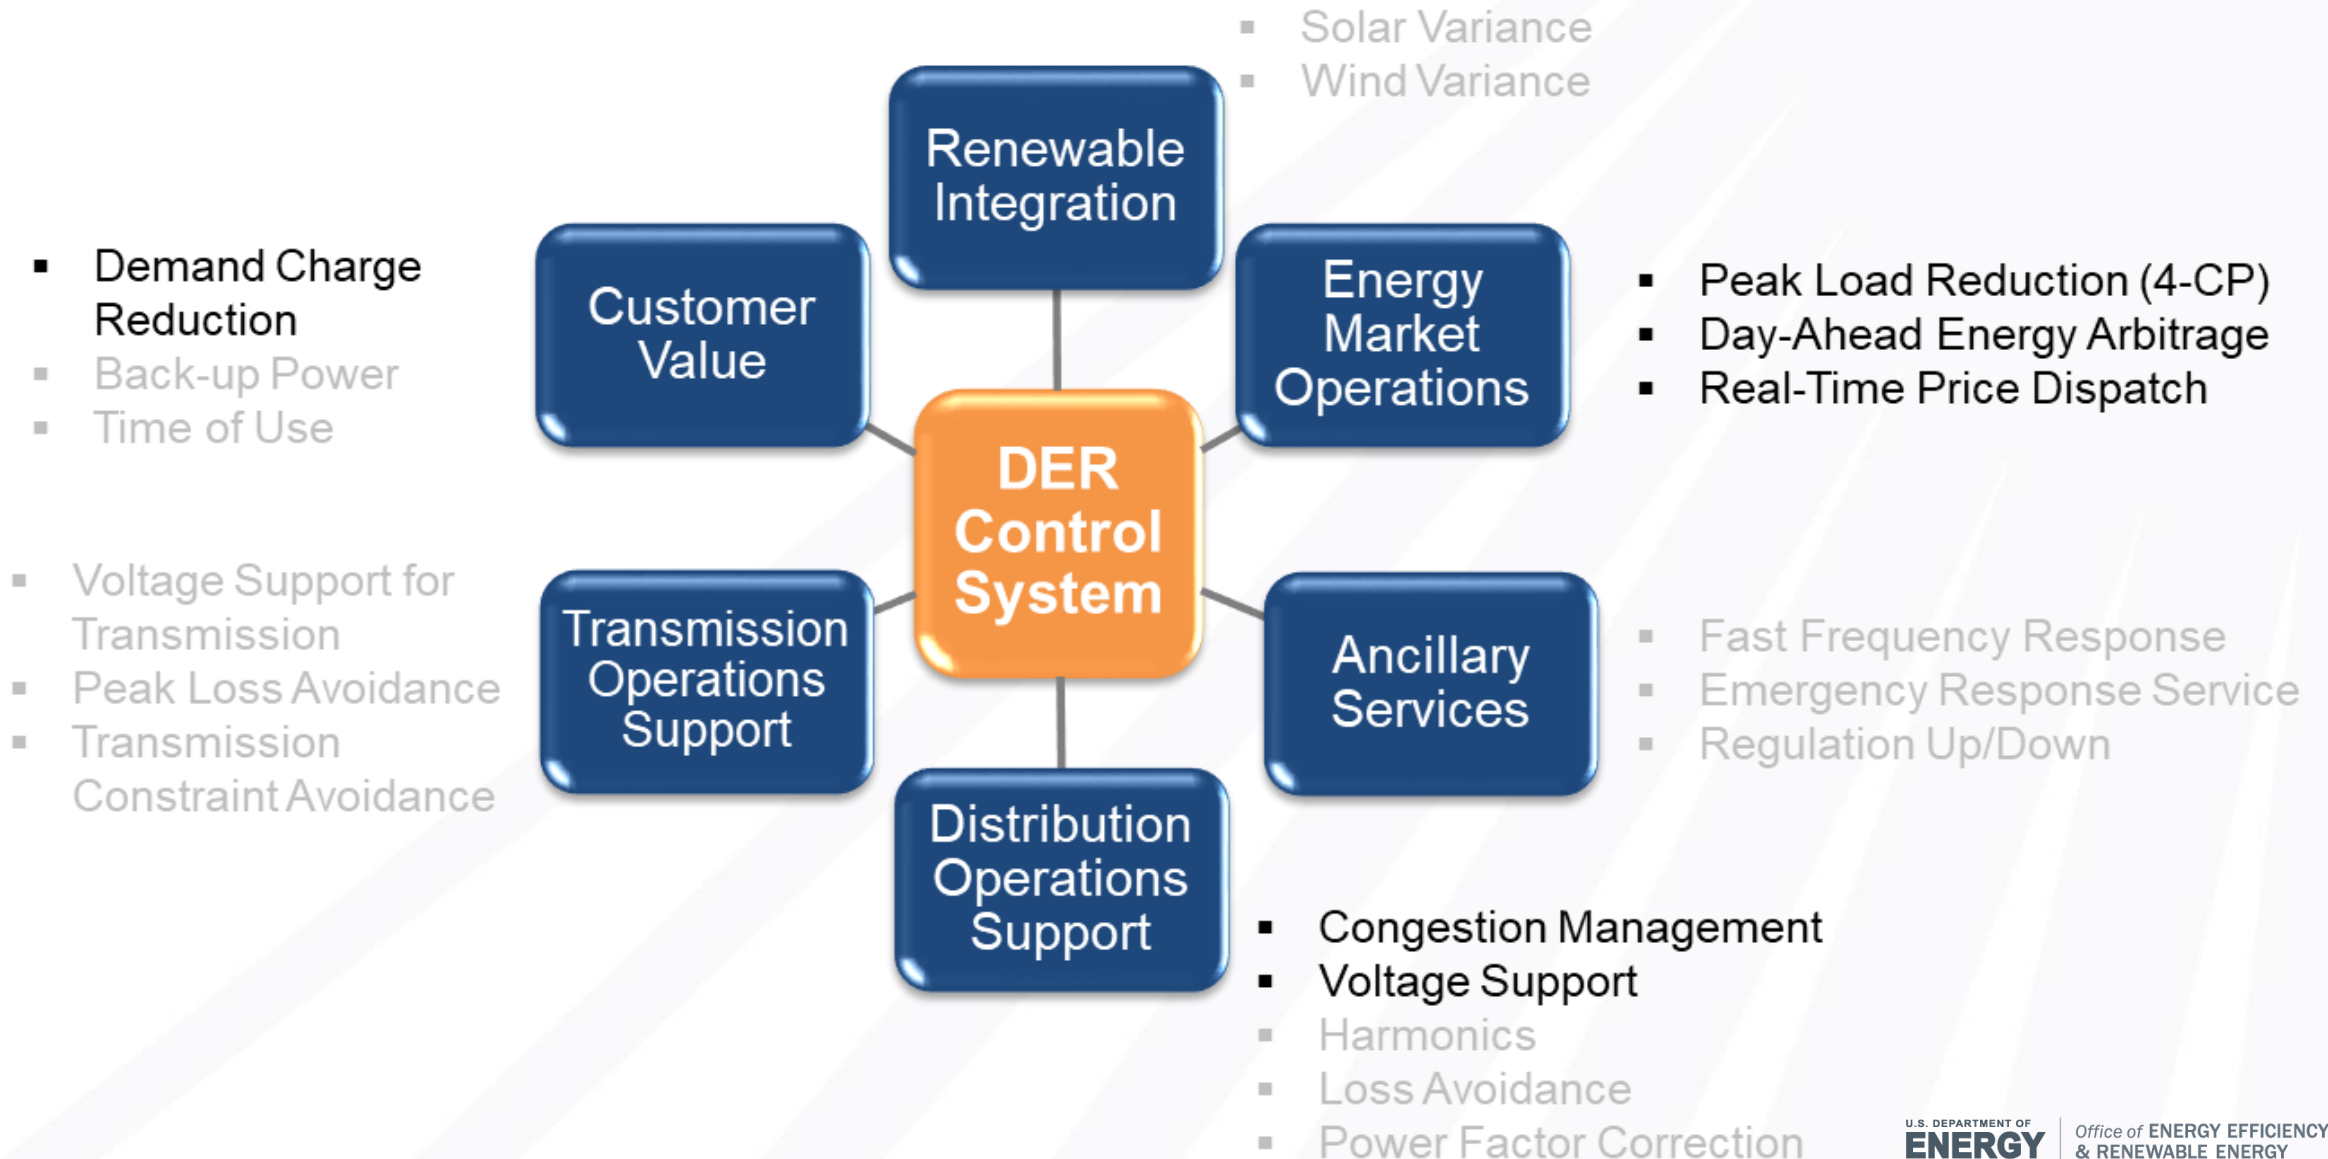 ▪ Solar Variance
▪ Wind Variance
Renewable
Integration
▪ Demand Charge
Reduction
▪ Back-up Power
▪ Time of Use
Customer
Value
Energy
Market
Operations
▪ Peak Load Reduction (4-CP)
▪ Day-Ahead Energy Arbitrage
▪ Real-Time Price Dispatch
DER
Control
System
▪ Voltage Support for
Transmission
▪ Peak Loss Avoidance
▪ Transmission
Constraint Avoidance
Transmission
Operations
Support
Ancillary
Services
▪ Fast Frequency Response
▪ Emergency Response Service
▪ Regulation Up/Down
Distribution
Operations
Support
▪ Congestion Management
▪ Voltage Support
▪ Harmonics
▪ Loss Avoidance
▪ Power Factor Correction
U.S. DEPARTMENT OF
ENERGY
Office of ENERGY EFFICIENCY
& RENEWABLE ENERGY